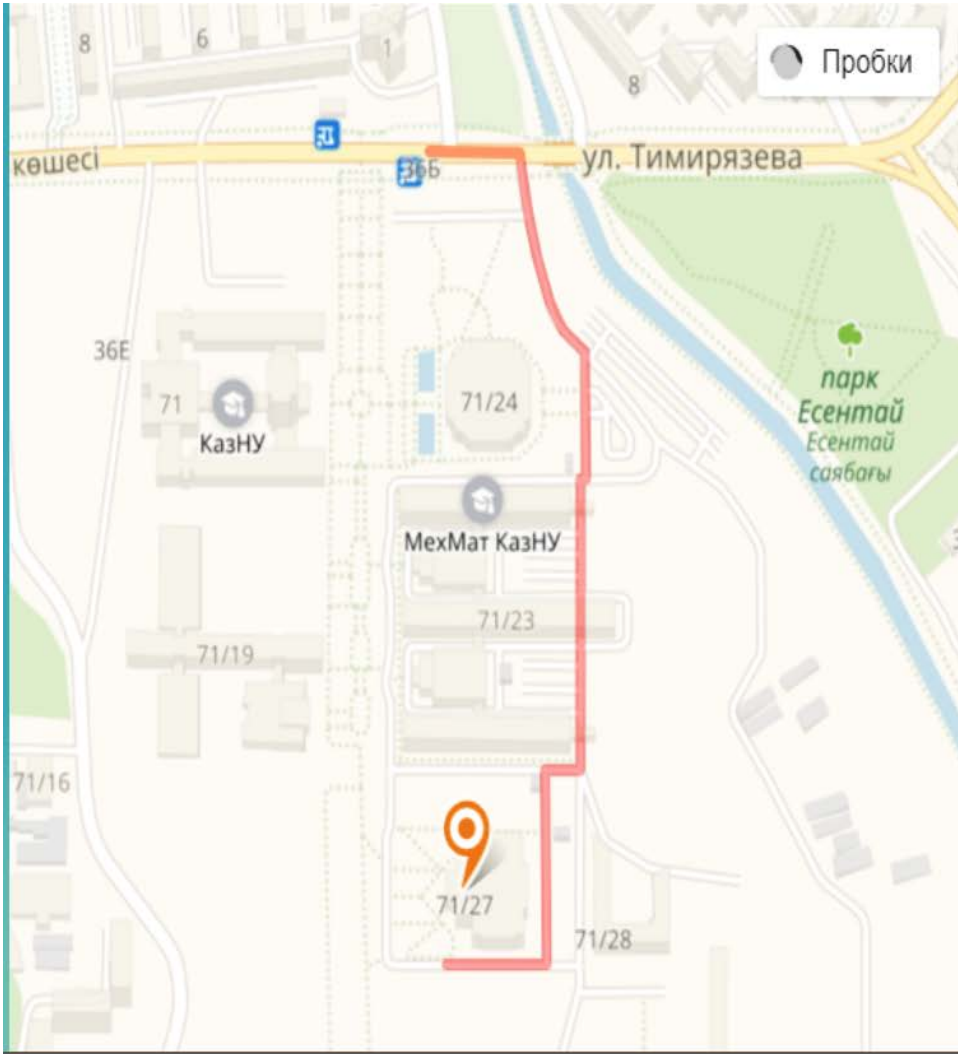 8
6
1
8
Пробки
көшесі
36Б
ул. Тимирязева
36Е
71
КазНУ
71/24
парк
Есентай
Есентай
саябағы
МехМат КазНУ
71/23
71/19
71/16
71/27
71/28